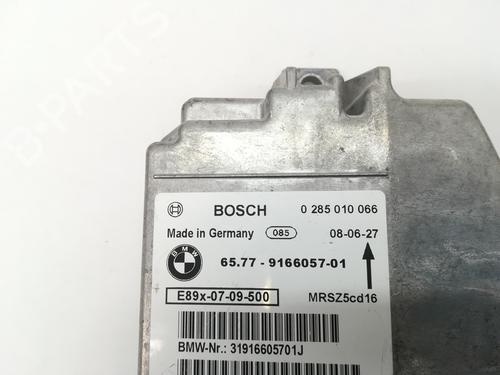 B-PARTS
BOSCH 0 285 010 066
Made in Germany 085 08-06-27
BMW 65.77 - 9166057-01
E89x-07-09-500 MRSZ5cd16
BMW-Nr.: 31916605701J